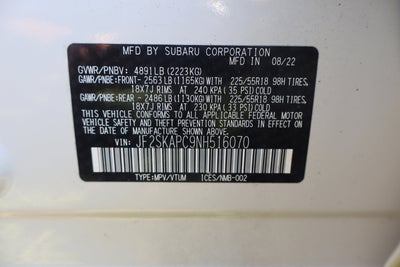 MFD. BY SUBARU CORPORATION
MFD IN 08/22
GVWR/PNBV: 4891LB (2223KG)
GAWR/PNBE:FRONT- 2563LB (1165KG) WITH 225/55R18 98H TIRES,
18X7J RIMS AT 240 KPA (35 PSI) COLD
GAWR/PNBE:REAR - 2486LB (1130KG) WITH 225/55R18 98H TIRES,
18X7J RIMS AT 230 KPA (33 PSI) COLD
THIS VEHICLE CONFORMS TO ALL APPLICABLE
FEDERAL MOTOR VEHICLE SAFETY
STANDARDS IN EFFECT ON THE DATE OF
MANUFACTURE SHOWN ABOVE.
VIN: JF2SKAPC9NH516070
TYPE:MPV/VTUM ICES/NMB-002